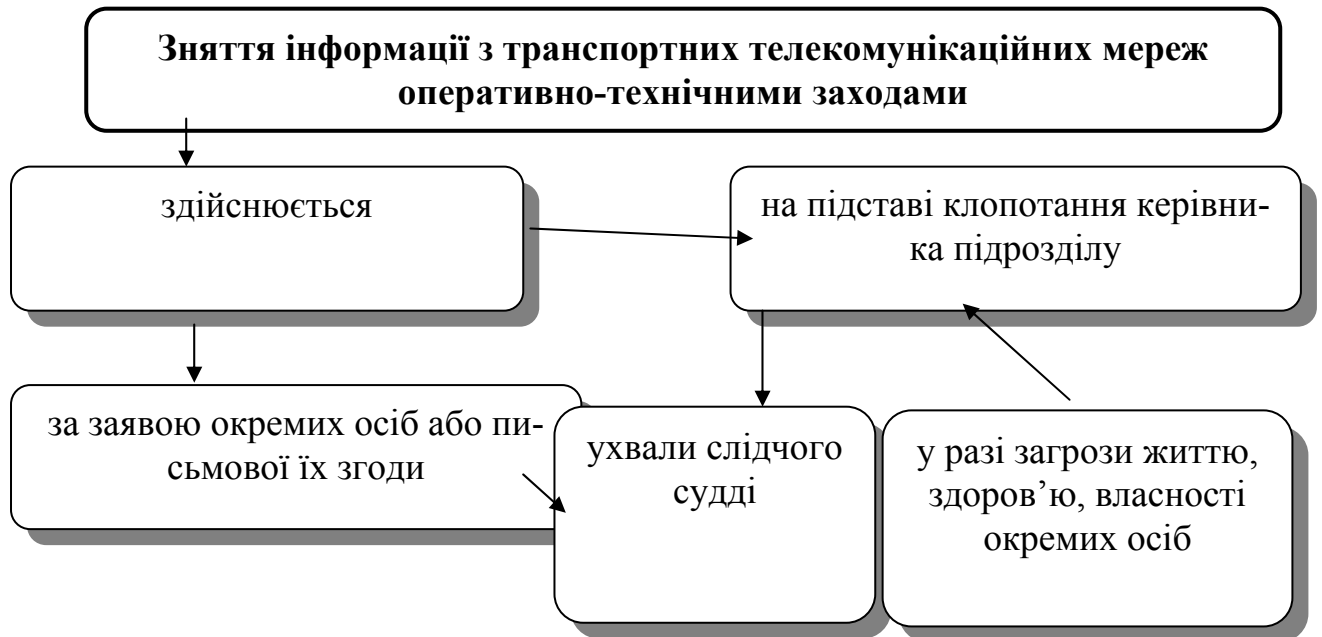 Зняття інформації з транспортних телекомунікаційних мереж
оперативно-технічними заходами
здійснюється
на підставі клопотання керівни-
ка підрозділу
за заявою окремих осіб або пи-
сьмової їх згоди
ухвали слідчого
судді
у разі загрози життю,
здоров’ю, власності
окремих осіб